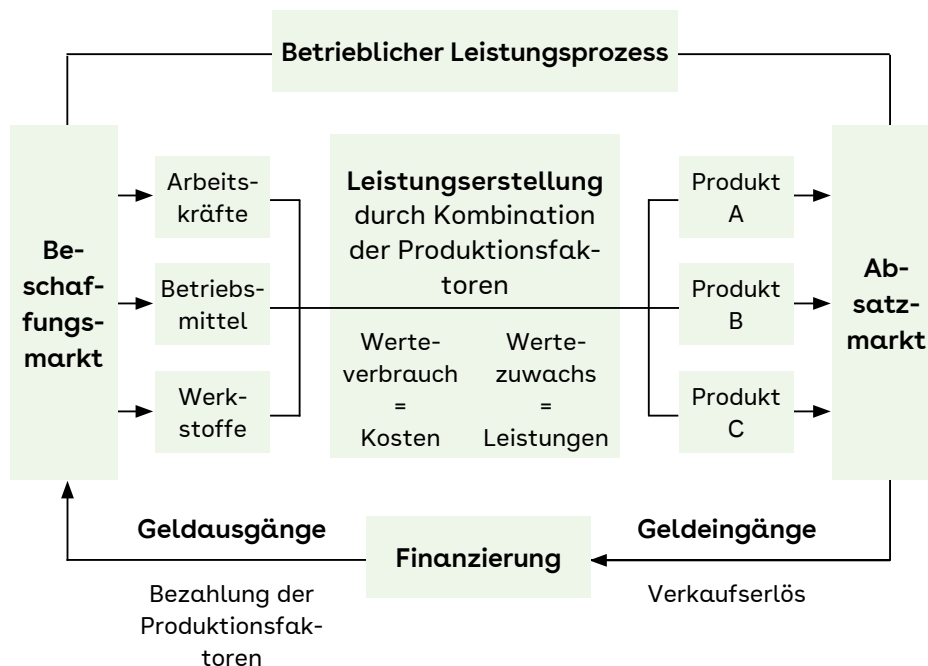 Betrieblicher Leistungsprozess
Be-
schaf-
fungs-
markt
Arbeits-
kräfte
Betriebs-
mittel
Werk-
stoffe
Leistungserstellung
durch Kombination
der Produktionsfak-
toren
Werte-
verbrauch
=
Kosten
Werte-
zuwachs
=
Leistungen
Produkt
A
Produkt
B
Produkt
C
Ab-
satz-
markt
Geldausgänge
Bezahlung der
Produktionsfak-
toren
Finanzierung
Geldeingänge
Verkaufserlös